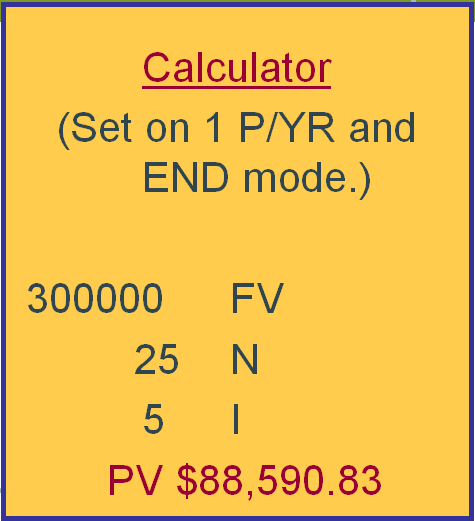 Calculator
(Set on 1 P/YR and
END mode.)
300000 FV
25 N
5 I
PV $88,590.83